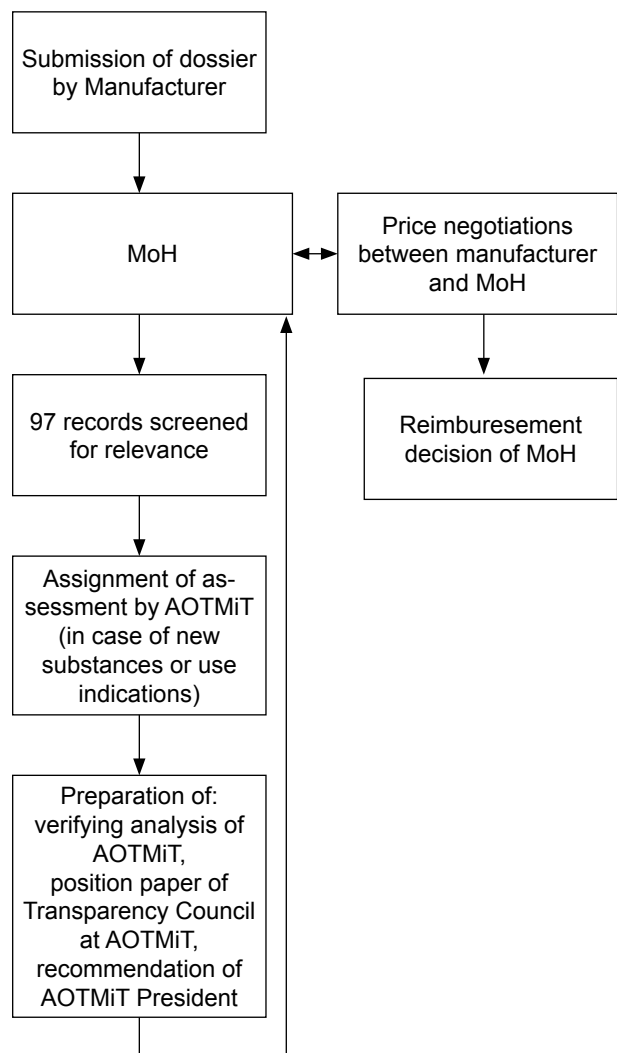 Submission of dossier
by Manufacturer
MoH
Price negotiations
between manufacturer
and MoH
97 records screened
for relevance
Reimburesement
decision of MoH
Assignment of as-
sessment by AOTMiT
(in case of new
substances or use
indications)
Preparation of:
verifying analysis of
AOTMiT,
position paper of
Transparency Council
at AOTMiT,
recommendation of
AOTMiT President